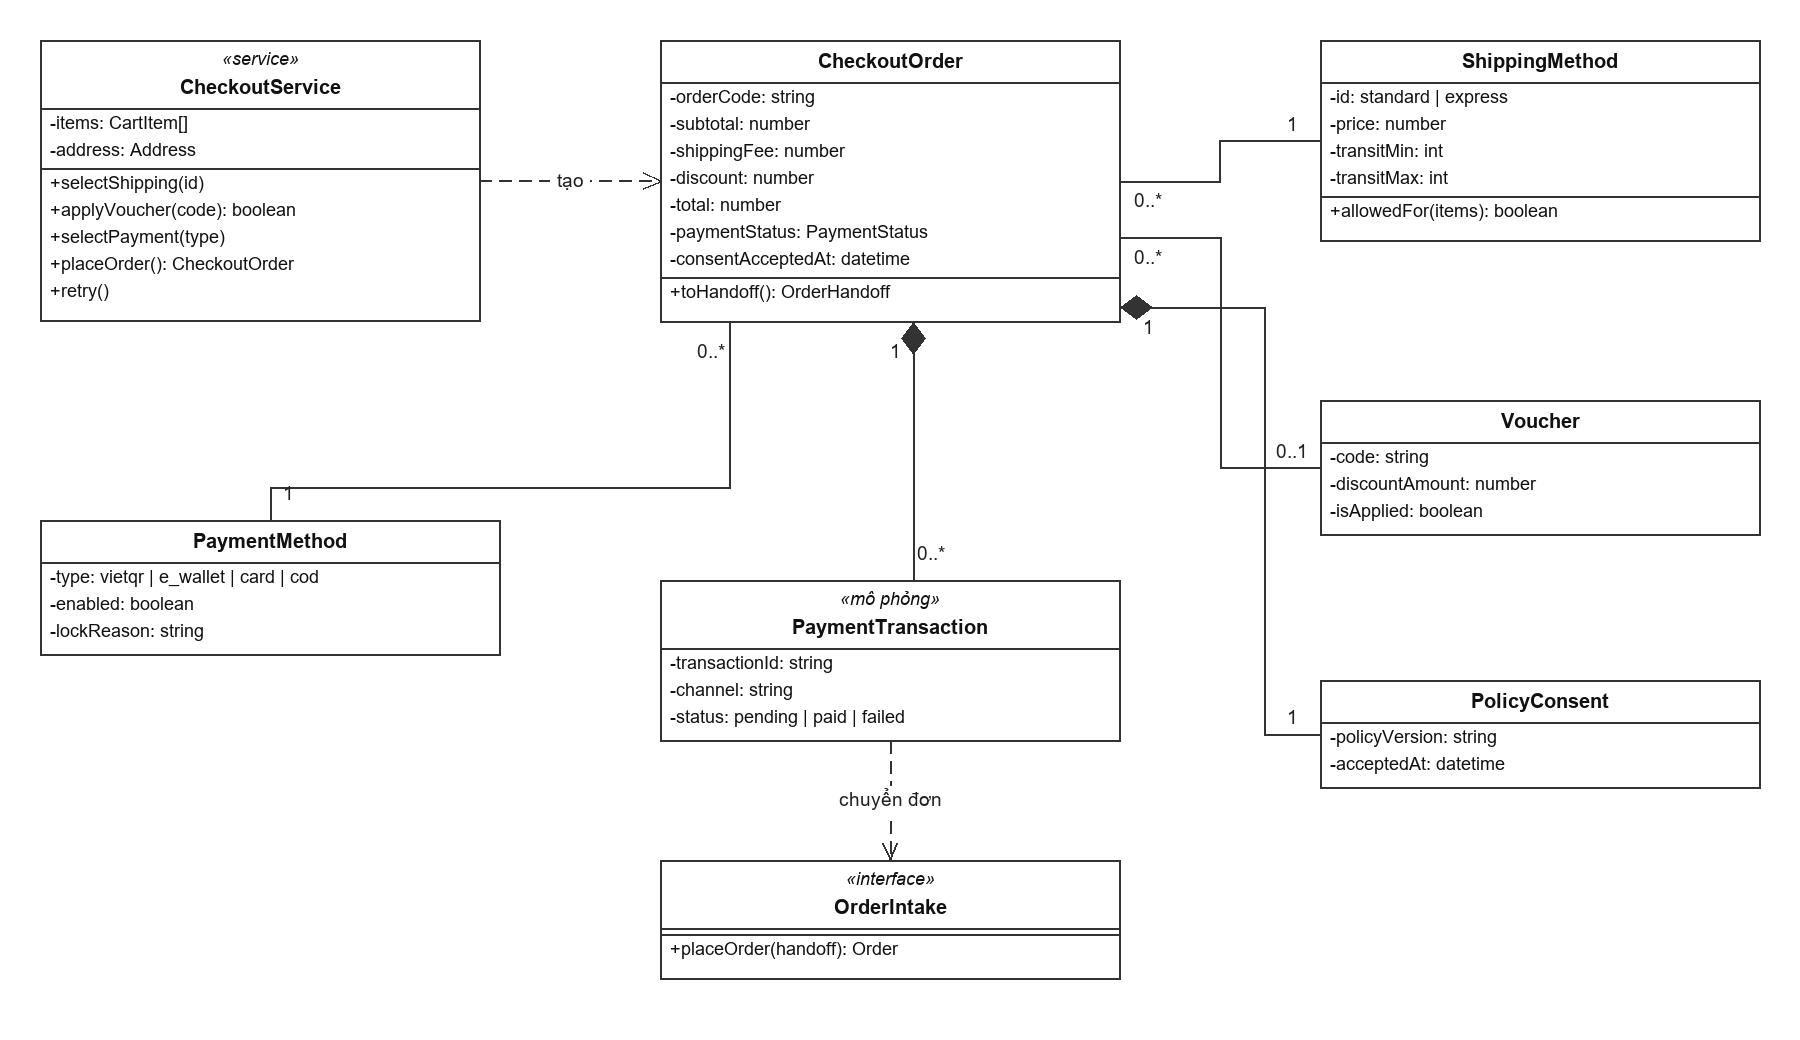 «service»
CheckoutService
-items: CartItem[]
-address: Address
+selectShipping(id)
+applyVoucher(code): boolean
+selectPayment(type)
+placeOrder(): CheckoutOrder
+retry()
tạo
CheckoutOrder
-orderCode: string
-subtotal: number
-shippingFee: number
-discount: number
-total: number
-paymentStatus: PaymentStatus
-consentAcceptedAt: datetime
+toHandoff(): OrderHandoff
1
0..*
0..*
1
ShippingMethod
-id: standard | express
-price: number
-transitMin: int
-transitMax: int
+allowedFor(items): boolean
0..*
1
0..1
Voucher
-code: string
-discountAmount: number
-isApplied: boolean
1
PaymentMethod
-type: vietqr | e_wallet | card | cod
-enabled: boolean
-lockReason: string
0..*
«mô phỏng»
PaymentTransaction
-transactionId: string
-channel: string
-status: pending | paid | failed
1
PolicyConsent
-policyVersion: string
-acceptedAt: datetime
chuyển đơn
«interface»
OrderIntake
+placeOrder(handoff): Order